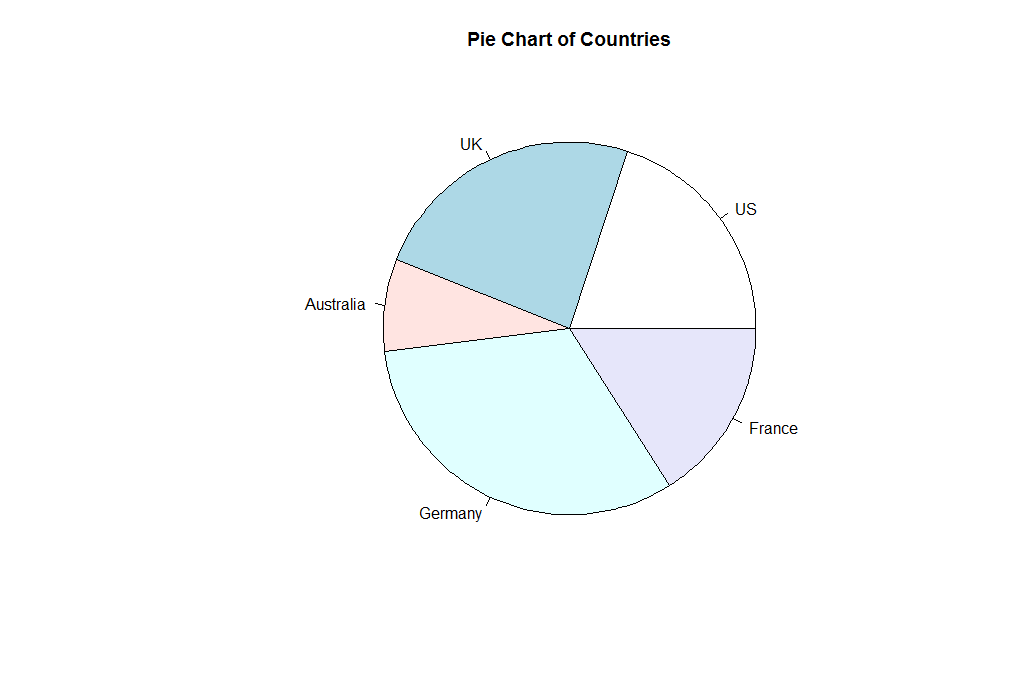 Pie Chart of Countries
UK
US
Australia
France
Germany